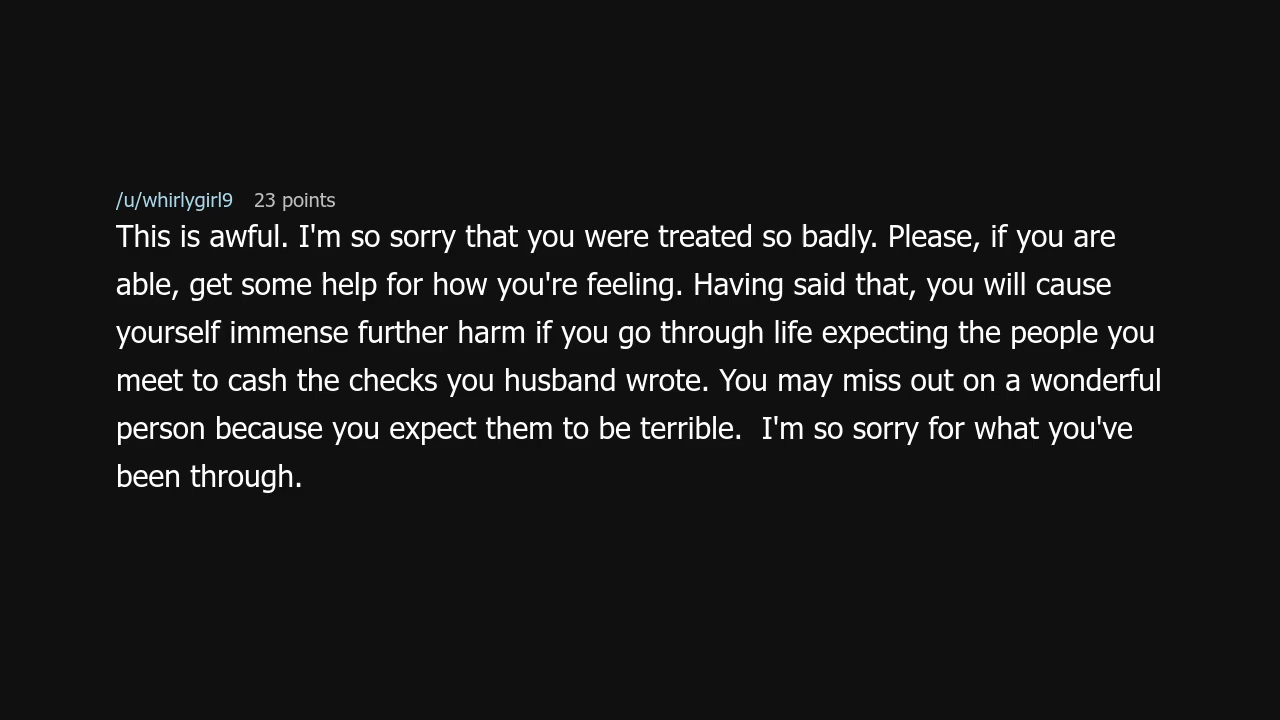 /u/whirlygirl9 23 points
This is awful. I'm so sorry that you were treated so badly. Please, if you are
able, get some help for how you're feeling. Having said that, you will cause
yourself immense further harm if you go through life expecting the people you
meet to cash the checks you husband wrote. You may miss out on a wonderful
person because you expect them to be terrible.  I'm so sorry for what you've
been through.